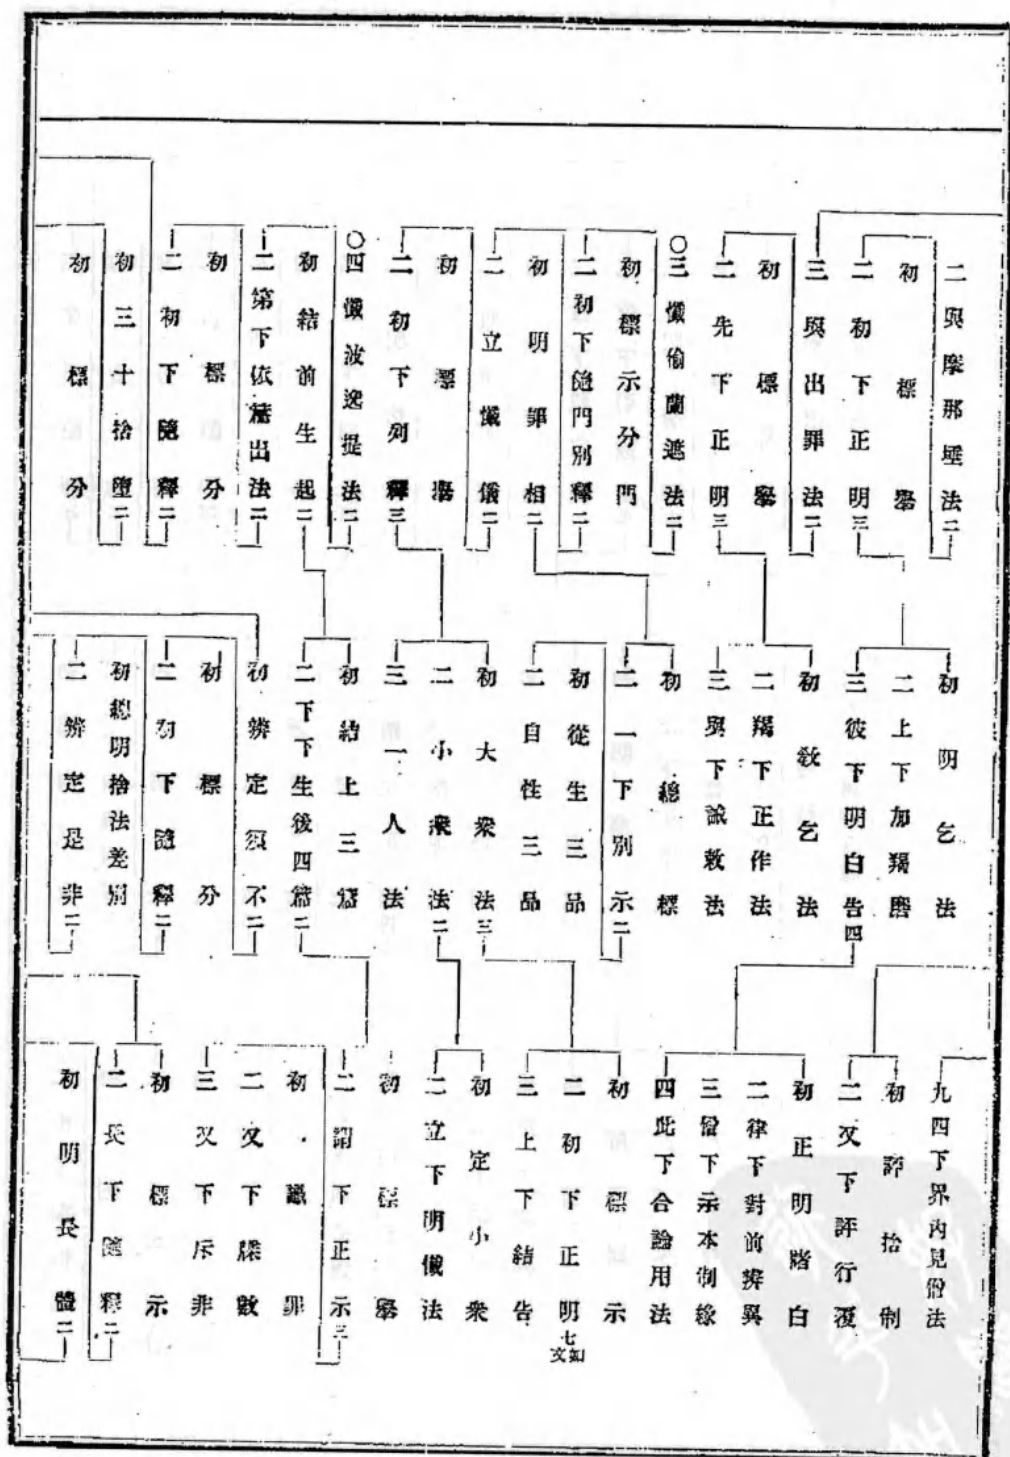 二與摩那埵法二
初標舉
二初下正明三
三與出罪法二
初標舉
二先下正明三
〇三懺偷蘭遮法二
初標示分門
二初下隨門別釋二
初明罪相二
二立懺儀二
初標舉
二初下列釋三
〇四懺波逸提法二
初結前生起二
二第下依篇出法二
初標分
二初下隨釋二
初三十捨墮二
初標分
初明乞法
二上下加羯磨
三彼下明白告四
初教乞法
二羯下正作法
三與下誡敕法
初總標
二一下別示二
初從生三品
二自性三品
初大衆法三
二小衆法二
三一人法
初結上三篇
二下下生後四篇二
初辨定須不二
初標分
二初下隨釋二
初總明捨法差別
二辨定是非二
九四下界內見僧法
初評捨制
二又下評行覆
初正明諸白
二律下對前辨異
三曾下示本制緣
四此下合論用法
初標示
二初下正明七如文
三上下結告
初定小衆
二立下明儀法
初標舉
二謂下正示三
初識罪
二又下牒數
三又下斥非
初標示
二長下隨釋二
初明長體二